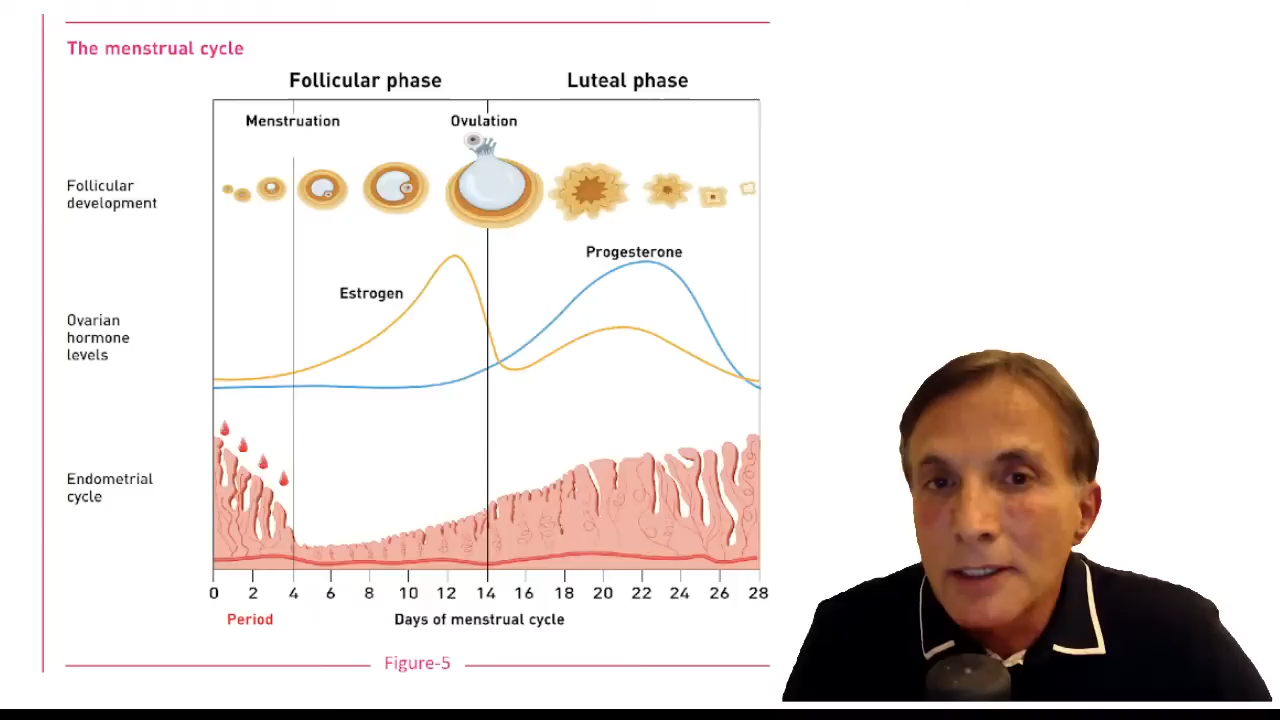 The menstrual cycle
Follicular phase
Luteal phase
Menstruation
Ovulation
Follicular
development
Progesterone
Estrogen
Ovarian
hormone
levels
Endometrial
cycle
0 2 4 6 8 10 12 14 16 18 20 22 24 26 28
Period
Days of menstrual cycle
Figure-5